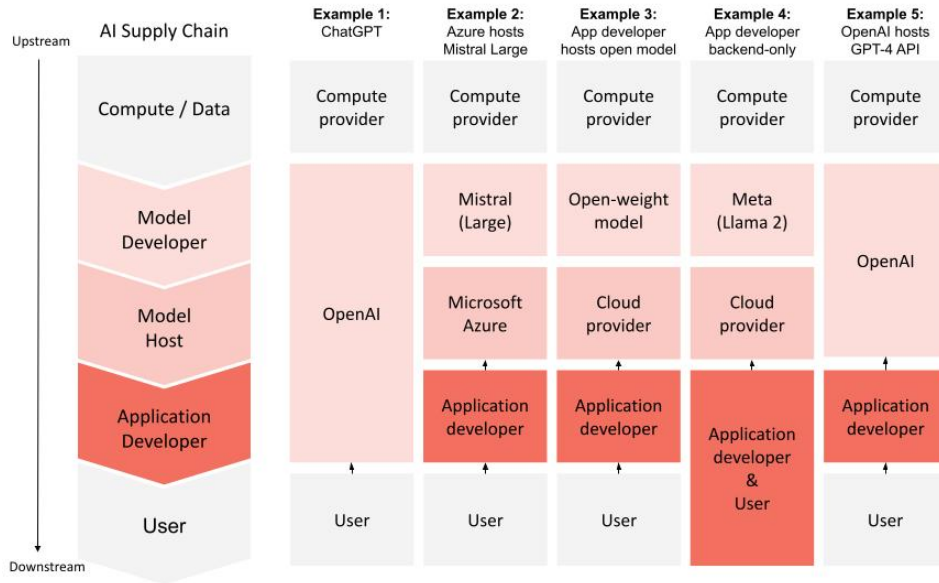 Upstream
AI Supply Chain
Compute / Data
Model
Developer
Model
Host
Application
Developer
User
Downstream
Example 1:
ChatGPT
Compute
provider
OpenAI
User
Example 2:
Azure hosts
Mistral Large
Compute
provider
Mistral
(Large)
Microsoft
Azure
Application
developer
User
Example 3:
App developer
hosts open model
Compute
provider
Open-weight
model
Cloud
provider
Application
developer
User
Example 4:
App developer
backend-only
Compute
provider
Meta
(Llama 2)
Cloud
provider
Application
developer
&
User
Example 5:
OpenAI hosts
GPT-4 API
Compute
provider
OpenAI
Application
developer
User